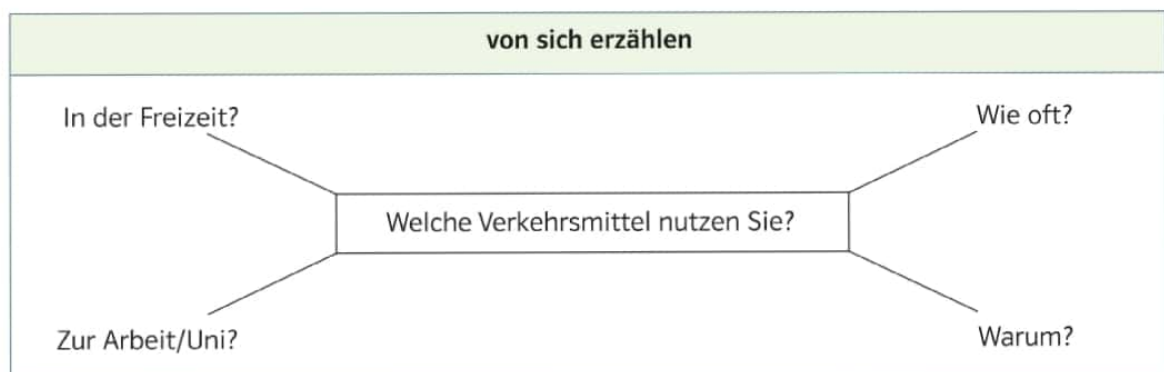 von sich erzählen
In der Freizeit?
Wie oft?
Welche Verkehrsmittel nutzen Sie?
Zur Arbeit/Uni?
Warum?